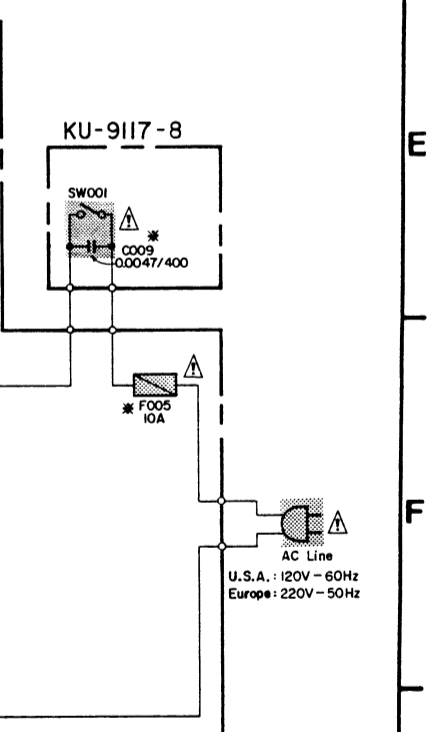 KU-9117-8
E
SW001
⚠
※
C009
0.0047/400
⚠
※ F005
10A
F
⚠
AC Line
U.S.A.: 120V-60Hz
Europe: 220V-50Hz